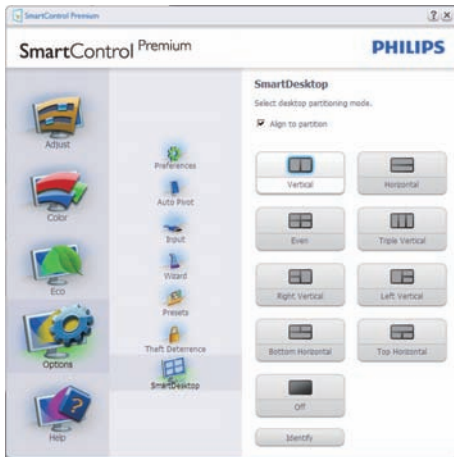 SmartControl Premium
SmartControl Premium
PHILIPS
Adjust
Color
Eco
Options
Help
Preferences
Auto Pivot
Input
Wizard
Presets
Theft Deterrence
SmartDesktop
SmartDesktop
Select desktop partitioning mode.
Align to partition
Vertical
Horizontal
Even
Triple Vertical
Right Vertical
Left Vertical
Bottom Horizontal
Top Horizontal
Off
Identify